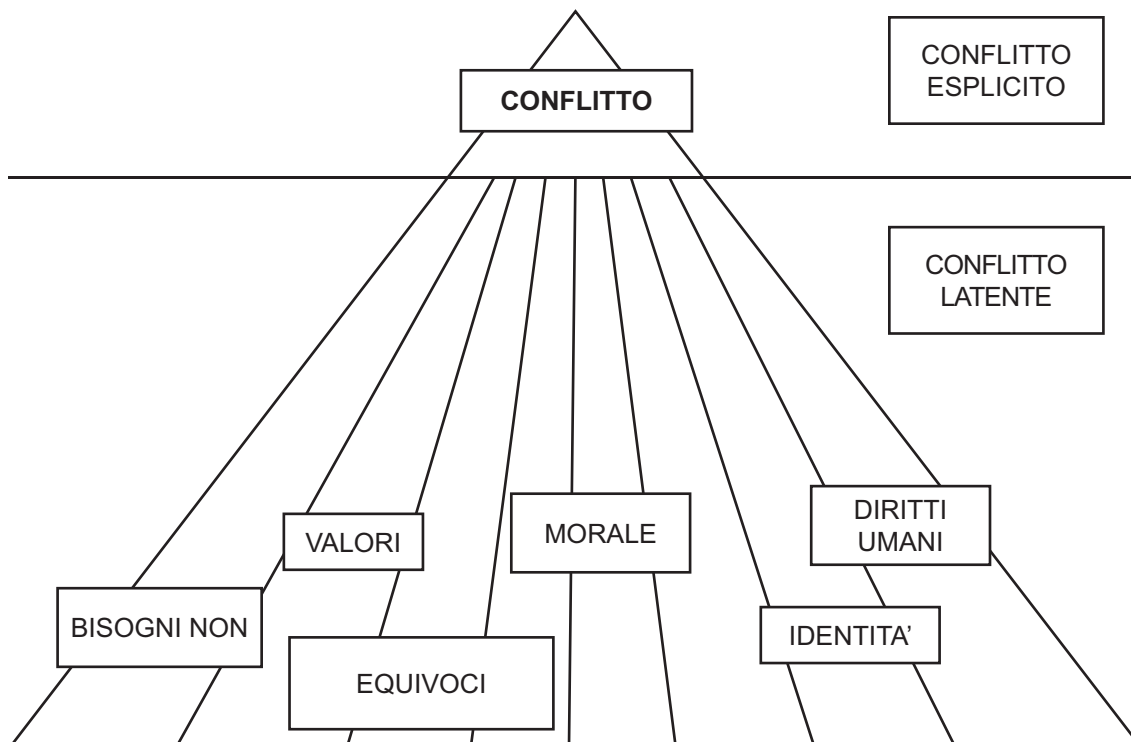 CONFLITTO
ESPLICITO
CONFLITTO
CONFLITTO
LATENTE
DIRITTI
UMANI
MORALE
VALORI
BISOGNI NON
IDENTITA’
EQUIVOCI